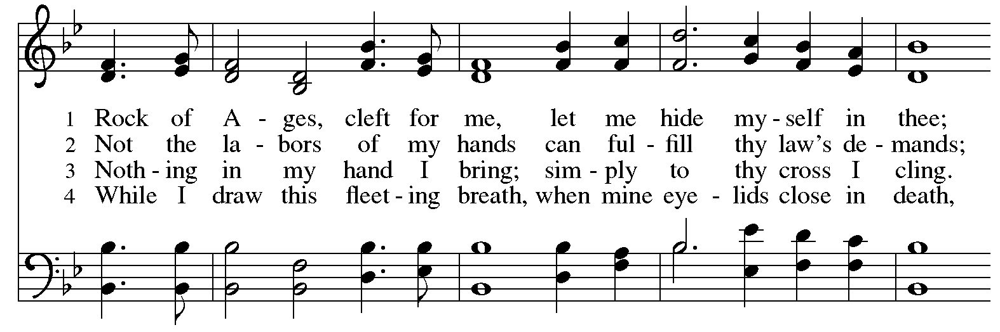 1 Rock of A - ges, cleft for me, let me hide my - self in thee;
2 Not the la - bors of my hands can ful - fill thy law's de - mands;
3 Noth - ing in my hand I bring; sim - ply to thy cross I cling.
4 While I draw this fleet - ing breath, when mine eye - lids close in death,